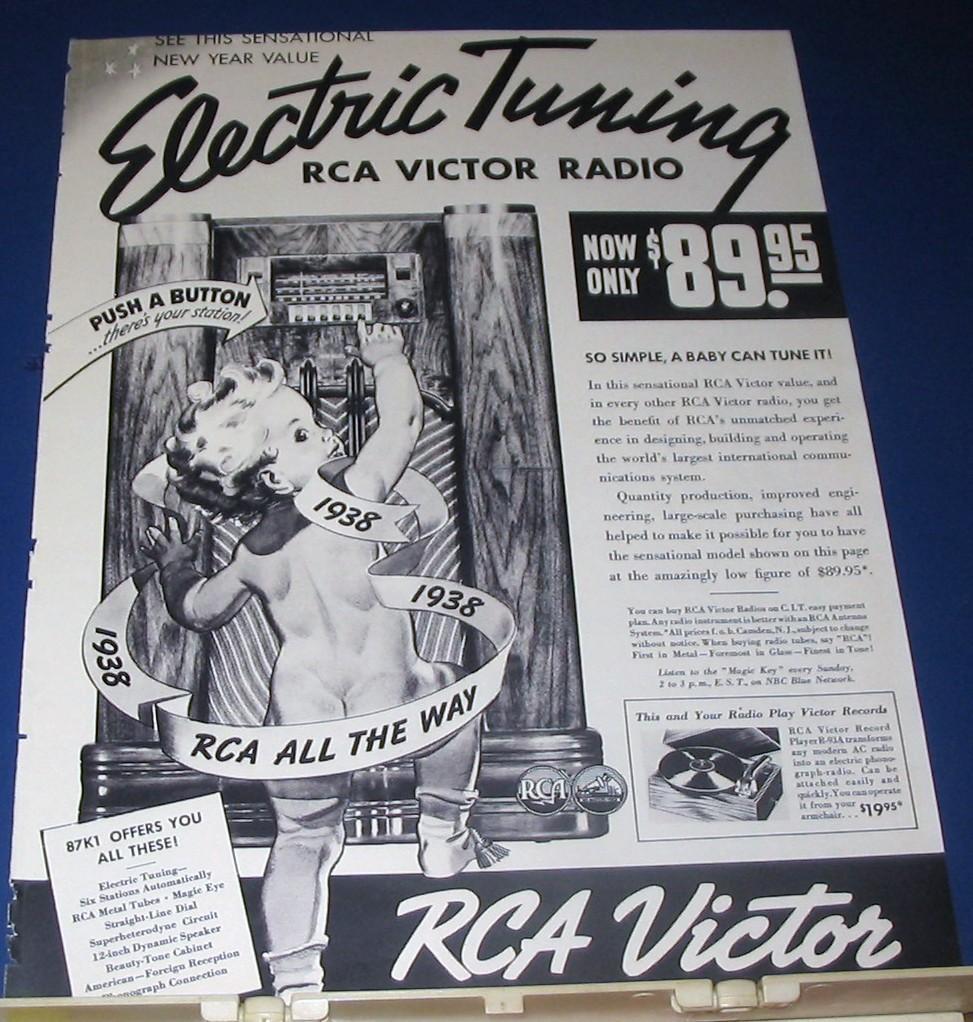 SEE THIS SENSATIONAL
NEW YEAR VALUE
Electric Tuning
RCA VICTOR RADIO
NOW
ONLY
$89.95
PUSH A BUTTON
...there's your station!
SO SIMPLE, A BABY CAN TUNE IT!
In this sensational RCA Victor value, and
in every other RCA Victor radio, you get
the benefit of RCA's unmatched experi-
ence in designing, building and operating
the world's largest international commu-
nications system.
Quantity production, improved engi-
neering, large-scale purchasing have all
helped to make it possible for you to have
the sensational model shown on this page
at the amazingly low figure of $89.95*.
You can buy RCA Victor Radios on C.I.T. easy payment
plan. Any radio instrument is better with an RCA Antenna
System. *All prices f. o. b. Camden, N. J., subject to change
without notice. When buying radio tubes, say "RCA"!
First in Metal—Foremost in Glass—Finest in Tone!
Listen to the "Magic Key" every Sunday,
2 to 3 p. m., E. S. T., on NBC Blue Network.
1938
1938
1938
RCA ALL THE WAY
This and Your Radio Play Victor Records
RCA Victor Record
Player R-93A transforms
any modern AC radio
into an electric phono-
graph-radio. Can be
attached easily and
quickly. You can operate
it from your
armchair... $19.95*
RCA
87K1 OFFERS YOU
ALL THESE!
Electric Tuning—
Six Stations Automatically
RCA Metal Tubes • Magic Eye
Straight-Line Dial
Superheterodyne Circuit
12-inch Dynamic Speaker
Beauty-Tone Cabinet
American—Foreign Reception
Phonograph Connection
RCA Victor